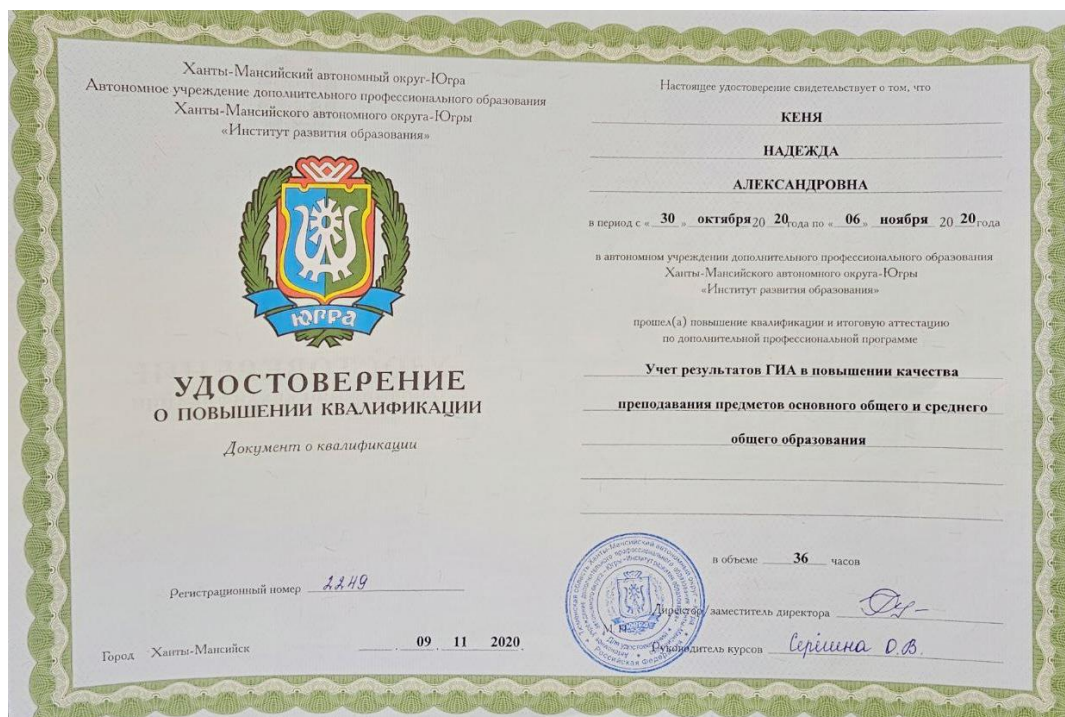 Ханты-Мансийский автономный округ-Югра
Автономное учреждение дополнительного профессионального образования
Ханты-Мансийского автономного округа-Югры
«Институт развития образования»
ЮГРА
УДОСТОВЕРЕНИЕ
О ПОВЫШЕНИИ КВАЛИФИКАЦИИ
Документ о квалификации
Регистрационный номер 2249
Город Ханты-Мансийск 09 11 2020
Настоящее удостоверение свидетельствует о том, что
КЕНЯ
НАДЕЖДА
АЛЕКСАНДРОВНА
в период с « 30 » октября 20 20 года по « 06 » ноября 20 20 года
в автономном учреждении дополнительного профессионального образования
Ханты-Мансийского автономного округа-Югры
«Институт развития образования»
прошел(а) повышение квалификации и итоговую аттестацию
по дополнительной профессиональной программе
Учет результатов ГИА в повышении качества
преподавания предметов основного общего и среднего
общего образования
в объеме 36 часов
Директор/заместитель директора
М.П.
Руководитель курсов Серёшина О.В.